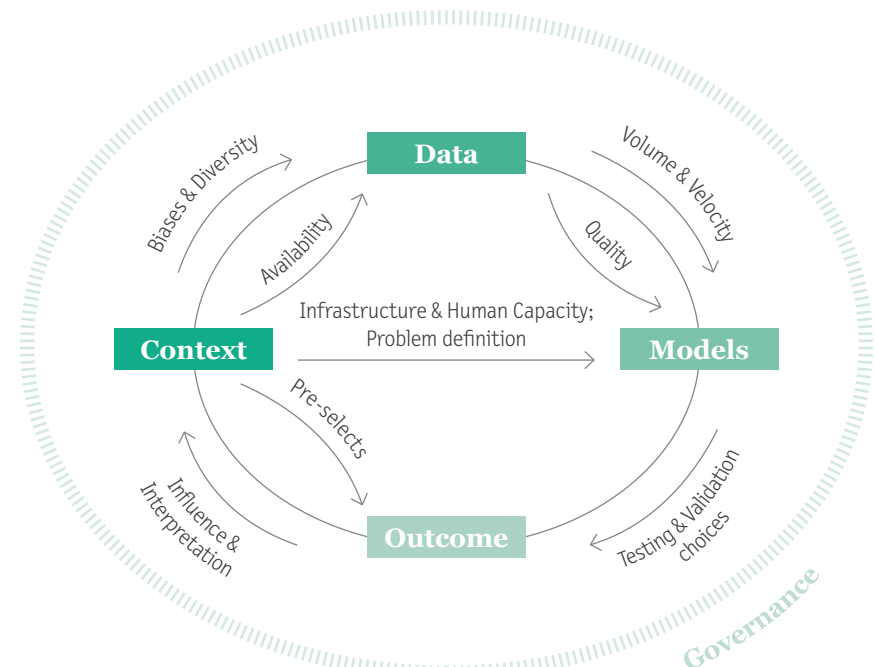 Data
Biases & Diversity
Availability
Volume & Velocity
Quality
Infrastructure & Human Capacity;
Problem definition
Context
Models
Pre-selects
Influence &
Interpretation
Outcome
Testing & Validation
choices
Governance